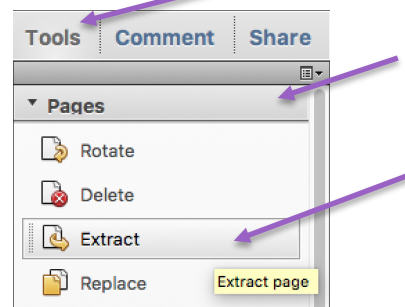 Tools Comment Share
Pages
Rotate
Delete
Extract
Replace Extract page